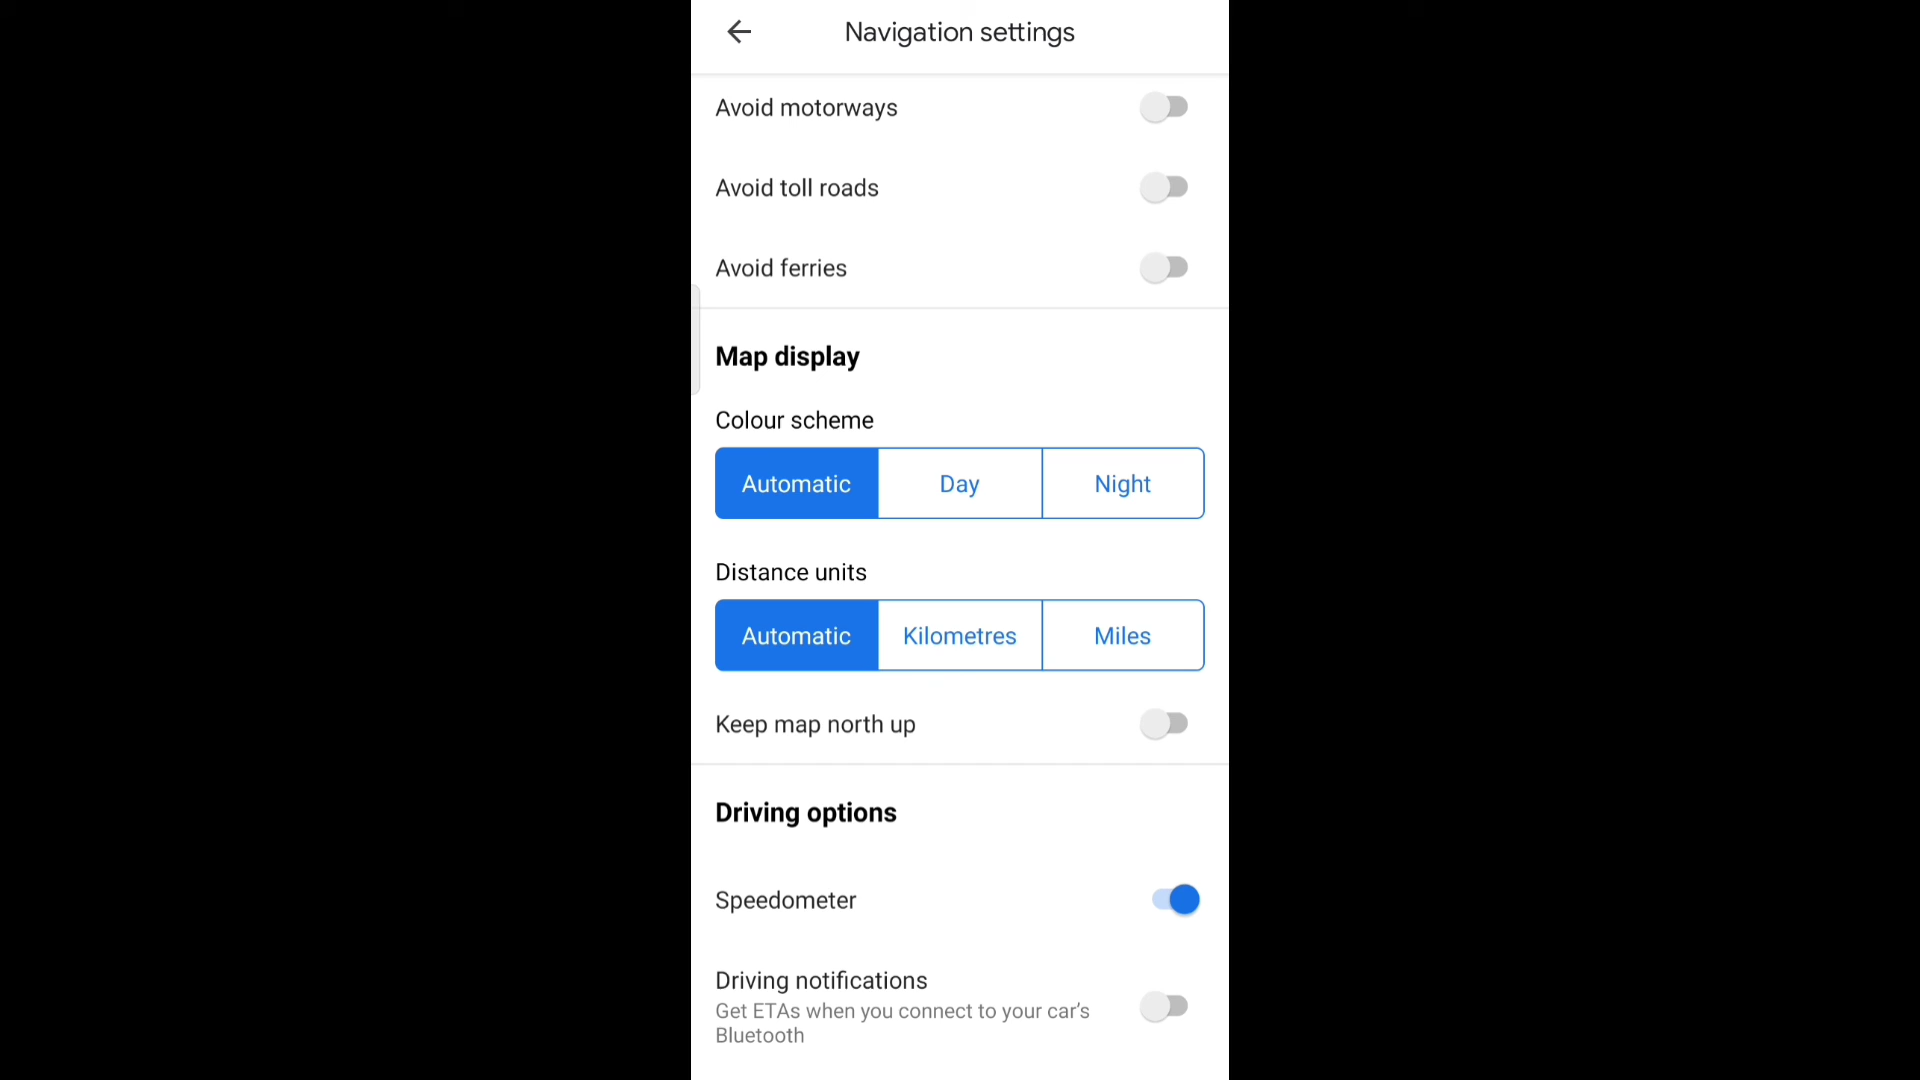 Navigation settings
Avoid motorways
Avoid toll roads
Avoid ferries
Map display
Colour scheme
Automatic Day Night
Distance units
Automatic Kilometres Miles
Keep map north up
Driving options
Speedometer
Driving notifications
Get ETAs when you connect to your car’s
Bluetooth